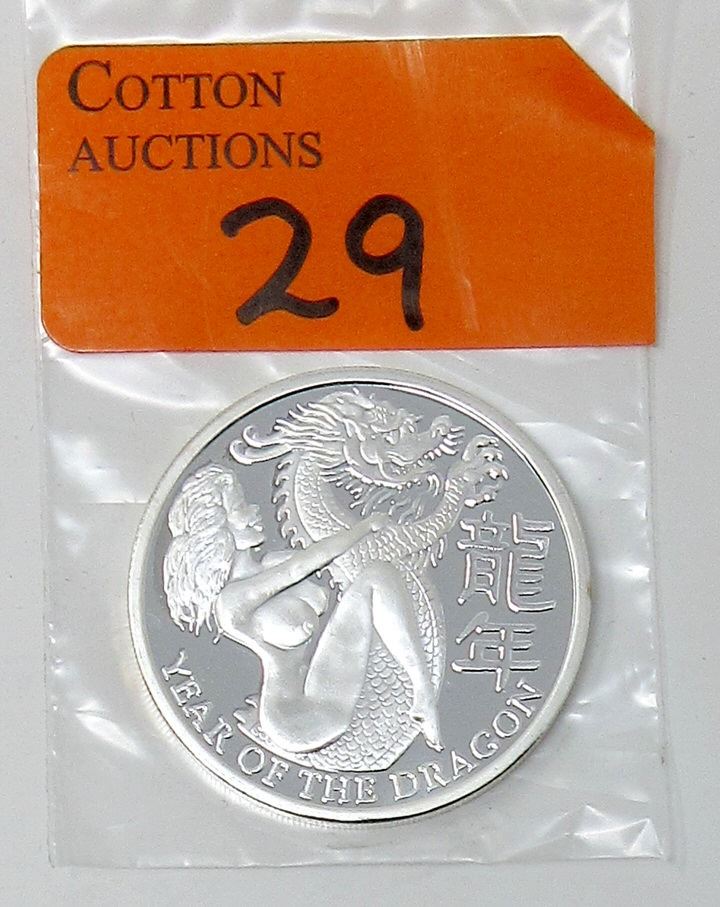 COTTON
AUCTIONS
29
龍
年
YEAR OF THE DRAGON